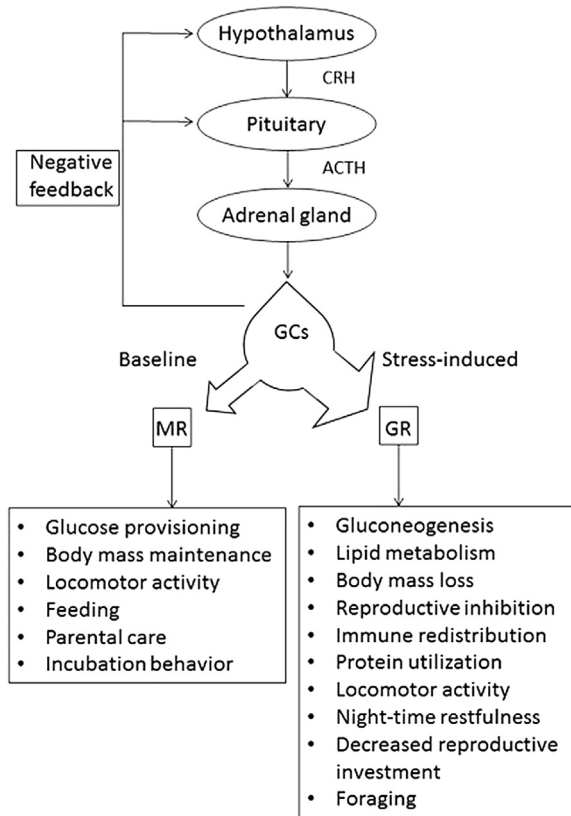 Hypothalamus
CRH
Pituitary
Negative
feedback
ACTH
Adrenal gland
GCs
Baseline
Stress-induced
MR
GR
• Glucose provisioning
• Body mass maintenance
• Locomotor activity
• Feeding
• Parental care
• Incubation behavior
• Gluconeogenesis
• Lipid metabolism
• Body mass loss
• Reproductive inhibition
• Immune redistribution
• Protein utilization
• Locomotor activity
• Night-time restfulness
• Decreased reproductive
investment
• Foraging